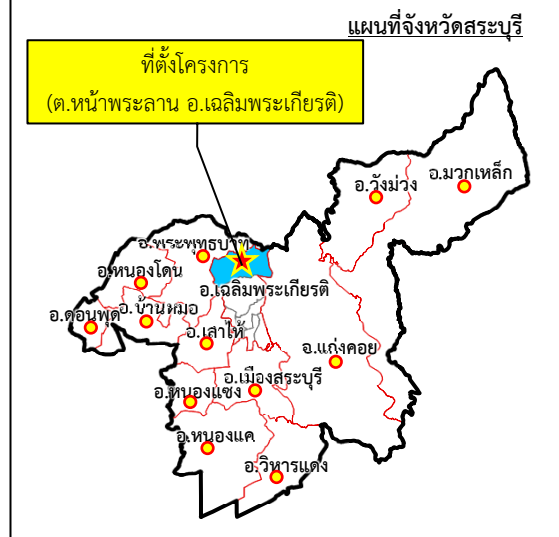 แผนที่จังหวัดสระบุรี
ที่ตั้งโครงการ
(ต.หน้าพระลาน อ.เฉลิมพระเกียรติ)
อ.มวกเหล็ก
อ.วังม่วง
อ.พระพุทธบาท
อ.หนองโดน
อ.เฉลิมพระเกียรติ
อ.ดอนพุด
อ.บ้านหมอ
อ.เสาไห้
อ.แก่งคอย
อ.เมืองสระบุรี
อ.หนองแซง
อ.หนองแค
อ.วิหารแดง